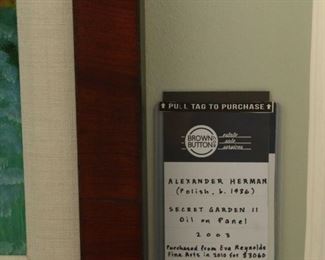 ↑ PULL TAG TO PURCHASE ↑
BROWN
BUTTON
estate
sale
services
ALEXANDER HERMAN
(Polish, b. 1936)
SECRET GARDEN II
Oil on Panel
2003
Purchased from Eva Reynolds
Fine Arts in 2010 for $3060